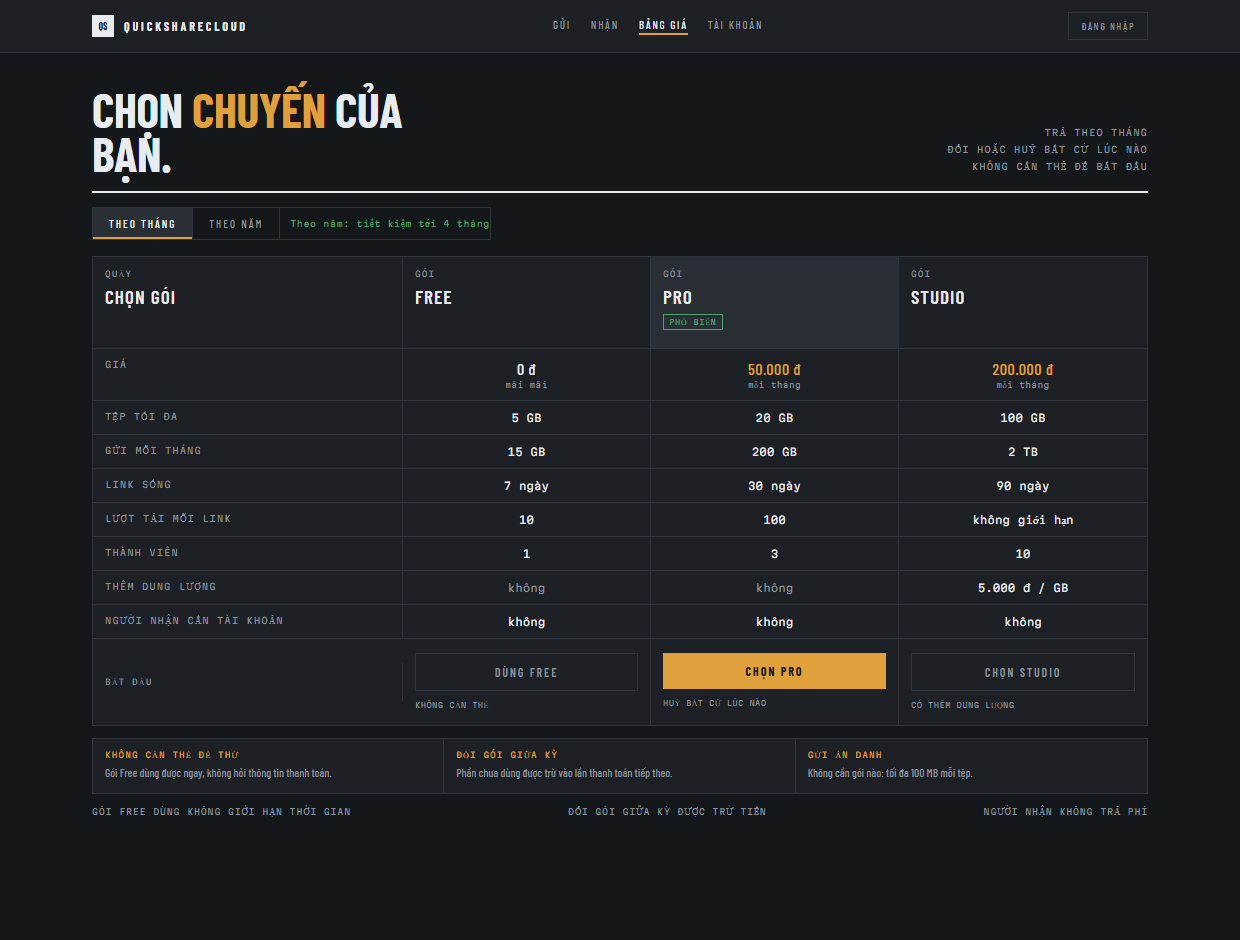 QS QUICKSHARECLOUD GỬI NHẬN BẢNG GIÁ TÀI KHOẢN ĐĂNG NHẬP
CHỌN CHUYẾN CỦA
BẠN.
TRẢ THEO THÁNG
ĐỔI HOẶC HUỶ BẤT CỨ LÚC NÀO
KHÔNG CẦN THẺ ĐỂ BẮT ĐẦU
THEO THÁNG THEO NĂM Theo năm: tiết kiệm tới 4 tháng
QUẦY GÓI GÓI GÓI
CHỌN GÓI FREE PRO STUDIO
PHỔ BIẾN
GIÁ 0 đ 50.000 đ 200.000 đ
mãi mãi mỗi tháng mỗi tháng
TỆP TỐI ĐA 5 GB 20 GB 100 GB
GỬI MỖI THÁNG 15 GB 200 GB 2 TB
LINK SỐNG 7 ngày 30 ngày 90 ngày
LƯỢT TẢI MỖI LINK 10 100 không giới hạn
THÀNH VIÊN 1 3 10
THÊM DUNG LƯỢNG không không 5.000 đ / GB
NGƯỜI NHẬN CẦN TÀI KHOẢN không không không
BẮT ĐẦU DÙNG FREE CHỌN PRO CHỌN STUDIO
KHÔNG CẦN THẺ HUỶ BẤT CỨ LÚC NÀO CÓ THÊM DUNG LƯỢNG
KHÔNG CẦN THẺ ĐỂ THỬ ĐỔI GÓI GIỮA KỲ GỬI ẨN DANH
Gói Free dùng được ngay, không hỏi thông tin thanh toán. Phần chưa dùng được trừ vào lần thanh toán tiếp theo. Không cần gói nào: tối đa 100 MB mỗi tệp.
GÓI FREE DÙNG KHÔNG GIỚI HẠN THỜI GIAN ĐỔI GÓI GIỮA KỲ ĐƯỢC TRỪ TIỀN NGƯỜI NHẬN KHÔNG TRẢ PHÍ